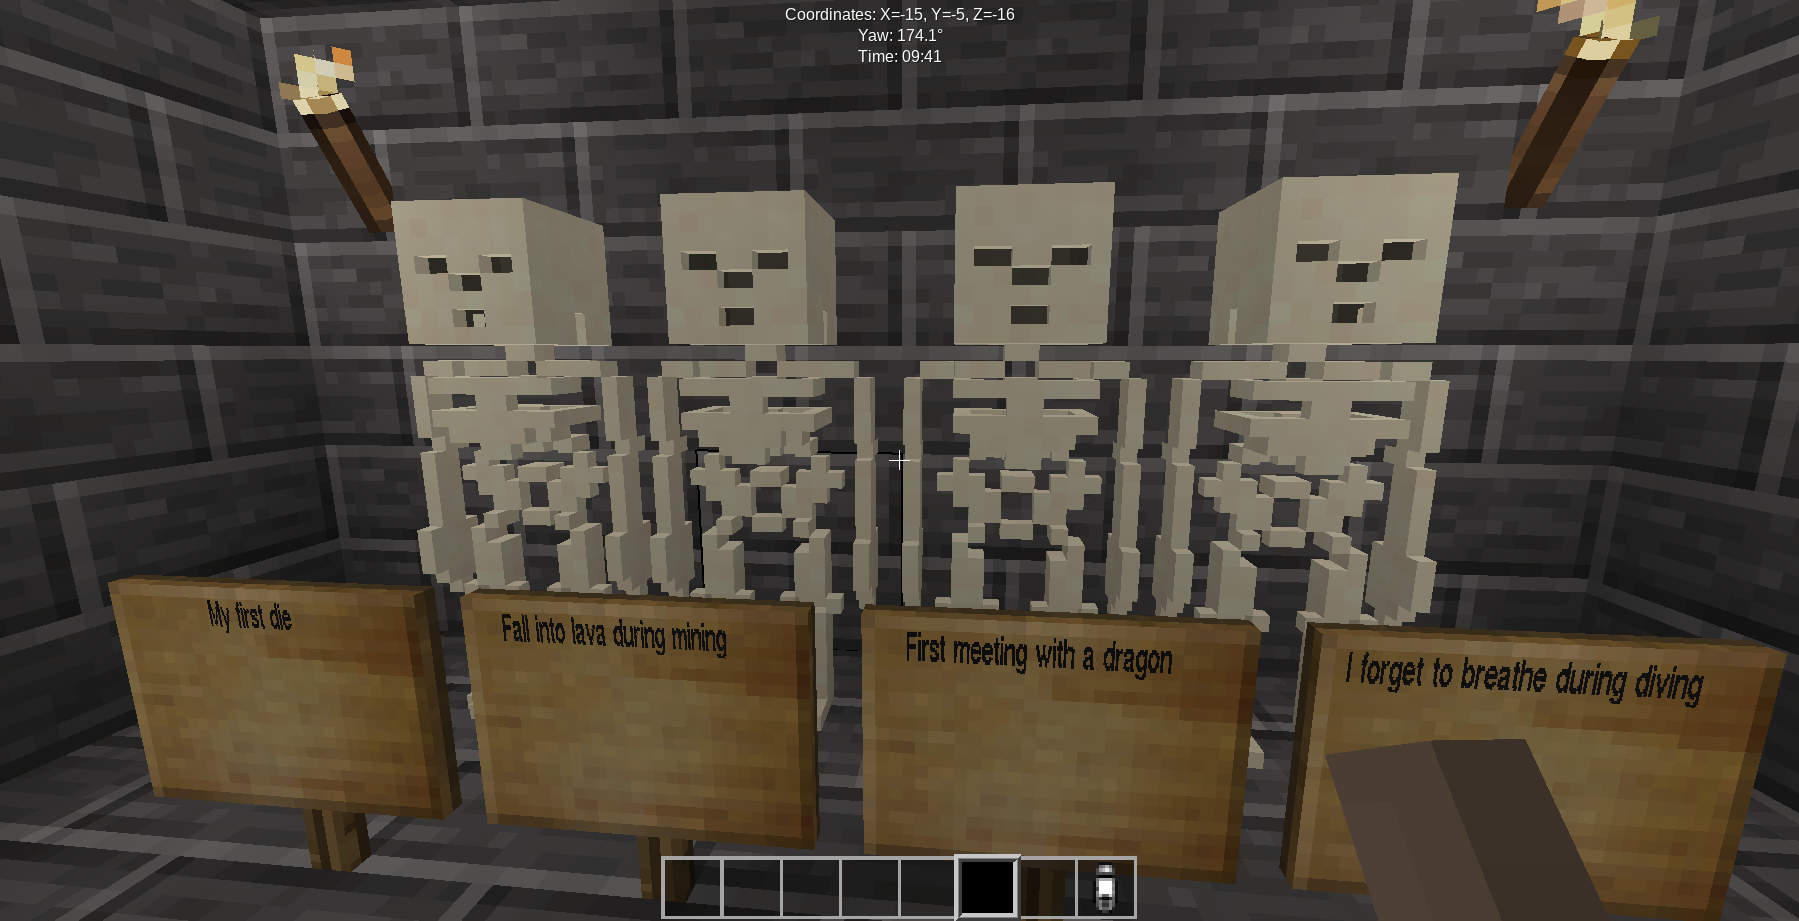 Coordinates: X=-15, Y=-5, Z=-16
Yaw: 174.1°
Time: 09:41
My first die
Fall into lava during mining
First meeting with a dragon
I forget to breathe during diving